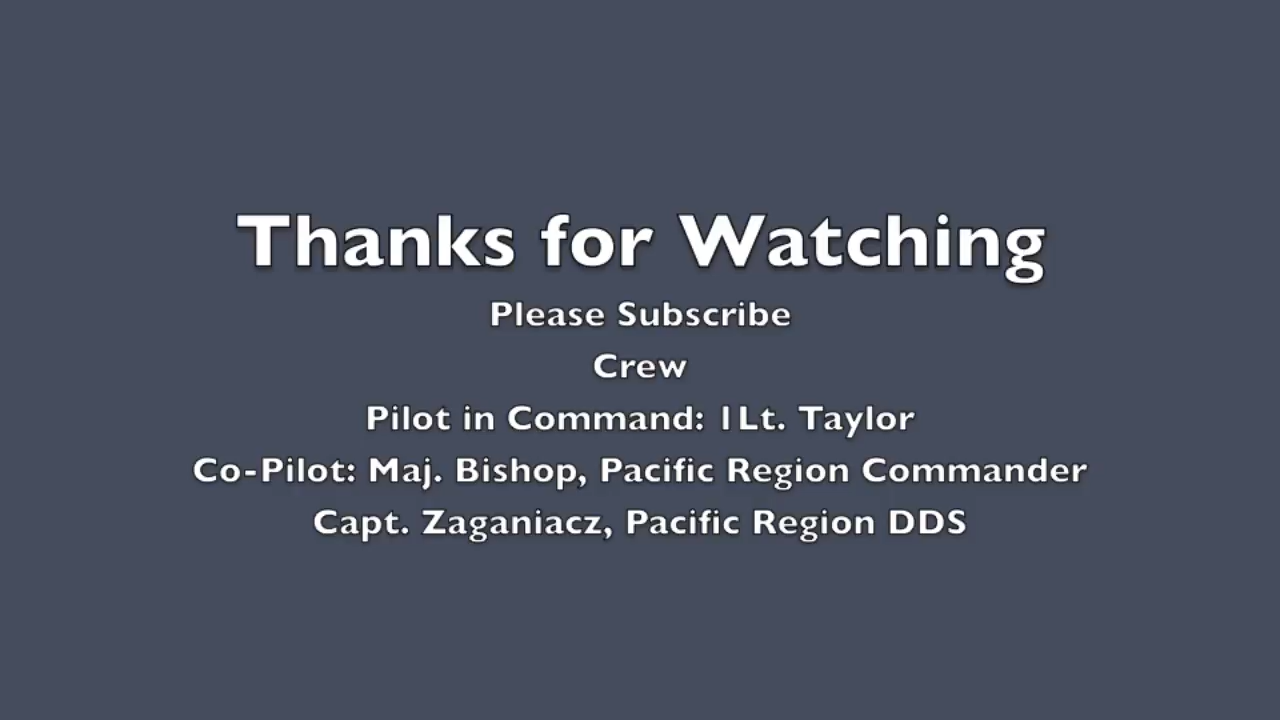 Thanks for Watching
Please Subscribe
Crew
Pilot in Command: 1Lt. Taylor
Co-Pilot: Maj. Bishop, Pacific Region Commander
Capt. Zaganiacz, Pacific Region DDS